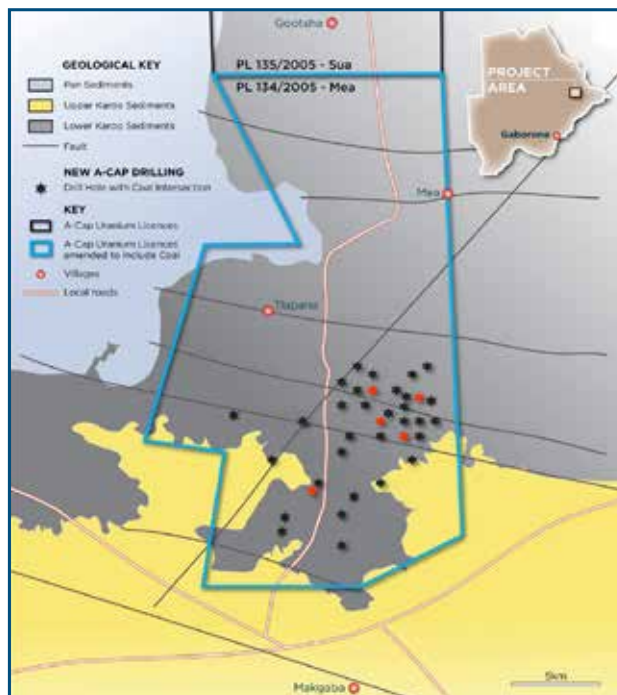 Gootsha
GEOLOGICAL KEY
Pan Sediments
Upper Karoo Sediments
Lower Karoo Sediments
Fault
NEW A-CAP DRILLING
Drill Hole with Coal Intersection
KEY
A-Cap Uranium Licences
A-Cap Uranium Licences
amended to include Coal
Villages
Local roads
PL 135/2005 - Sua
PL 134/2005 - Mea
PROJECT
AREA
Gaborone
Mea
Tlapana
5km
Makgaba